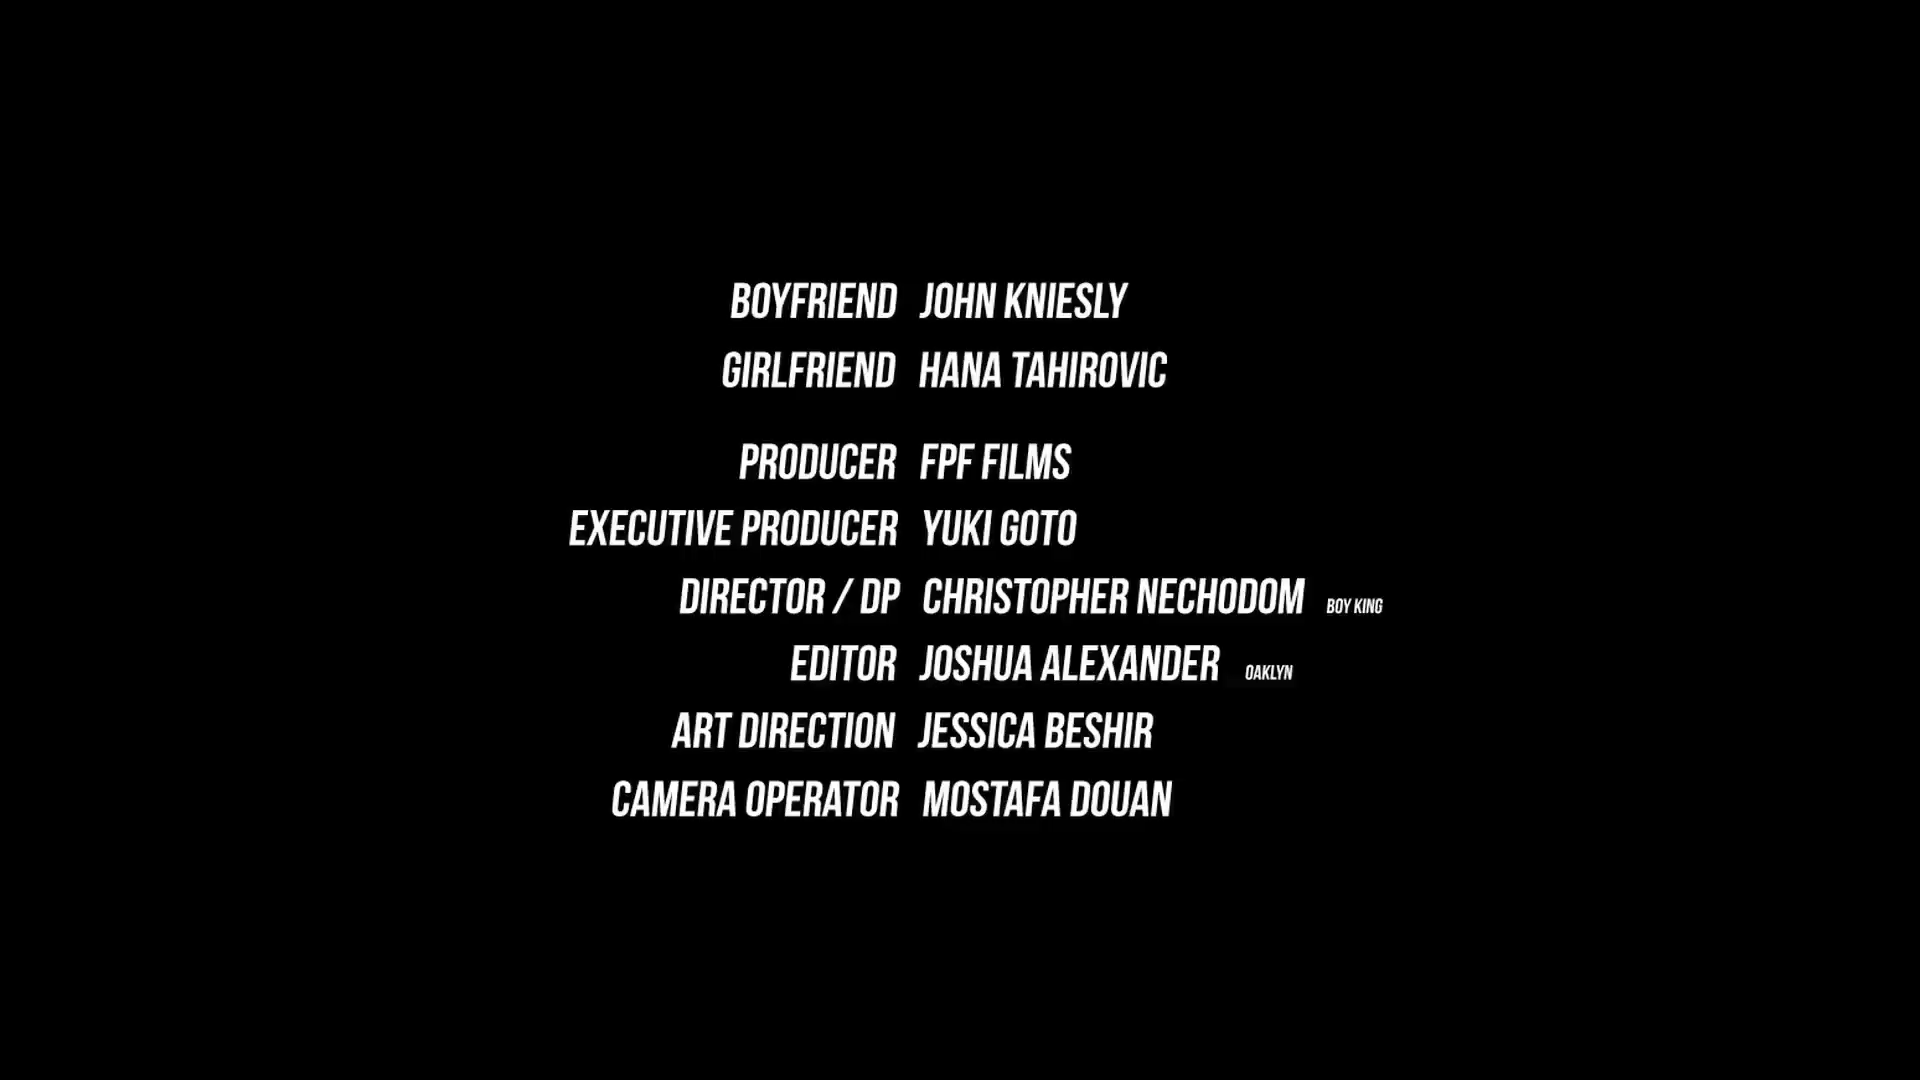 BOYFRIEND JOHN KNIESLY
GIRLFRIEND HANA TAHIROVIC
PRODUCER FPF FILMS
EXECUTIVE PRODUCER YUKI GOTO
DIRECTOR / DP CHRISTOPHER NECHODOM BOY KING
EDITOR JOSHUA ALEXANDER OAKLYN
ART DIRECTION JESSICA BESHIR
CAMERA OPERATOR MOSTAFA DOUAN